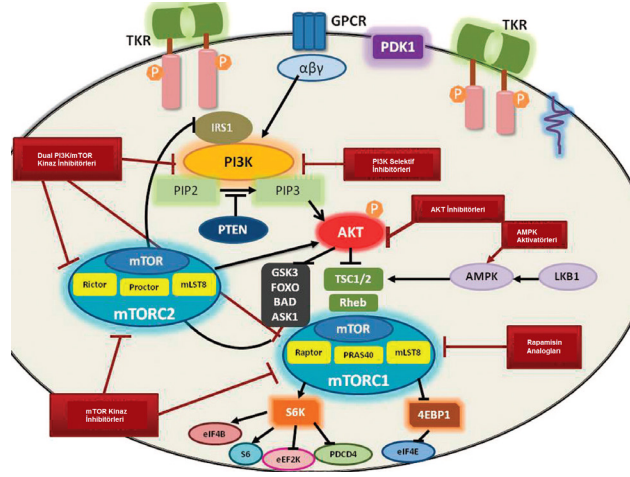 GPCR
TKR
TKR
PDK1
αβγ
P
P
P
P
IRS1
Dual PI3K/mTOR
Kinaz İnhibitörleri
PI3K
PI3K Selektif
İnhibitörleri
PIP2
PIP3
PTEN
P
AKT
AKT İnhibitörleri
AMPK
Aktivatörleri
mTOR
Rictor
Proctor
mLST8
mTORC2
GSK3
FOXO
BAD
ASK1
TSC1/2
AMPK
LKB1
Rheb
mTOR
Raptor
PRAS40
mLST8
mTORC1
Rapamisin
Analogları
mTOR Kinaz
İnhibitörleri
S6K
4EBP1
eIF4B
S6
eEF2K
PDCD4
eIF4E